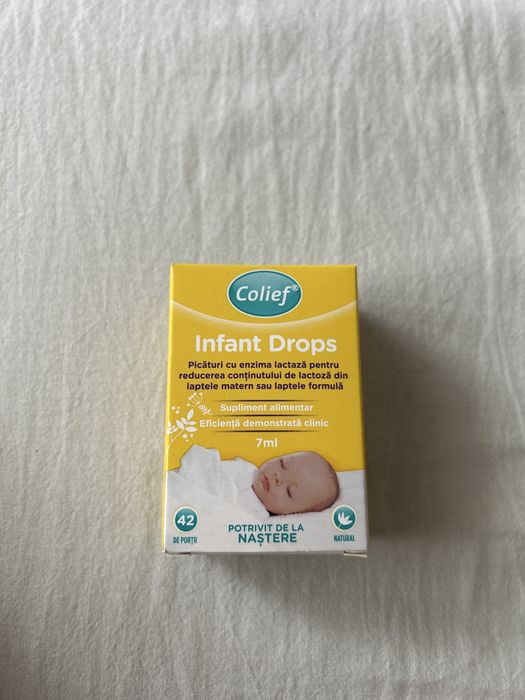 Colief®
Infant Drops
Picături cu enzima lactază pentru
reducerea conținutului de lactoză din
laptele matern sau laptele formulă
Supliment alimentar
Eficiență demonstrată clinic
7ml
42
DE PORȚII
POTRIVIT DE LA
NAȘTERE
NATURAL